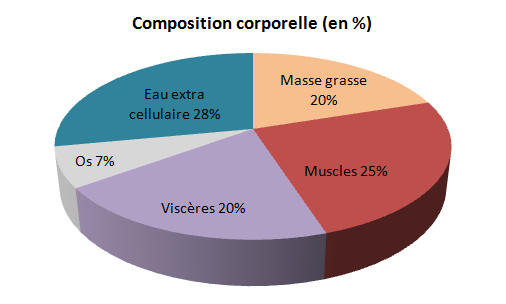 Composition corporelle (en %)
Masse grasse
20%
Muscles 25%
Viscères 20%
Os 7%
Eau extra
cellulaire 28%